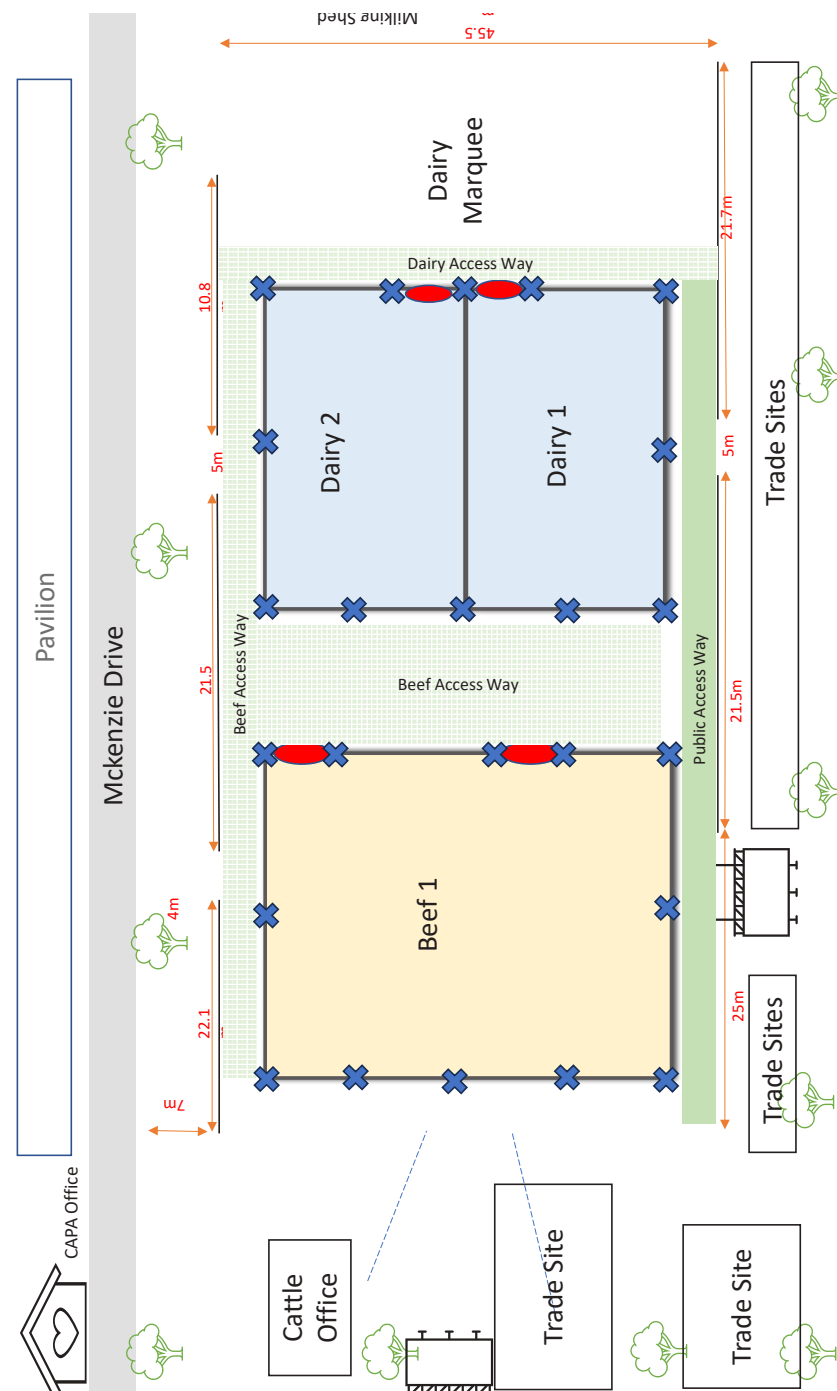 Milking Shed
45.5
m
Pavilion
Mckenzie Drive
Dairy
Marquee
Dairy Access Way
10.8
21.7m
5m
5m
Dairy 2
Dairy 1
Trade Sites
Beef Access Way
21.5
Beef Access Way
21.5m
Public Access Way
4m
Beef 1
22.1
25m
7m
Trade Sites
CAPA Office
Cattle
Office
Trade Site
Trade Site